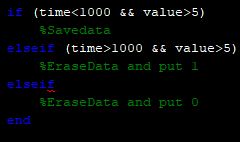 if (time<1000 && value>5)
%Savedata
elseif (time>1000 && value>5)
%EraseData and put 1
elseif
%EraseData and put 0
end